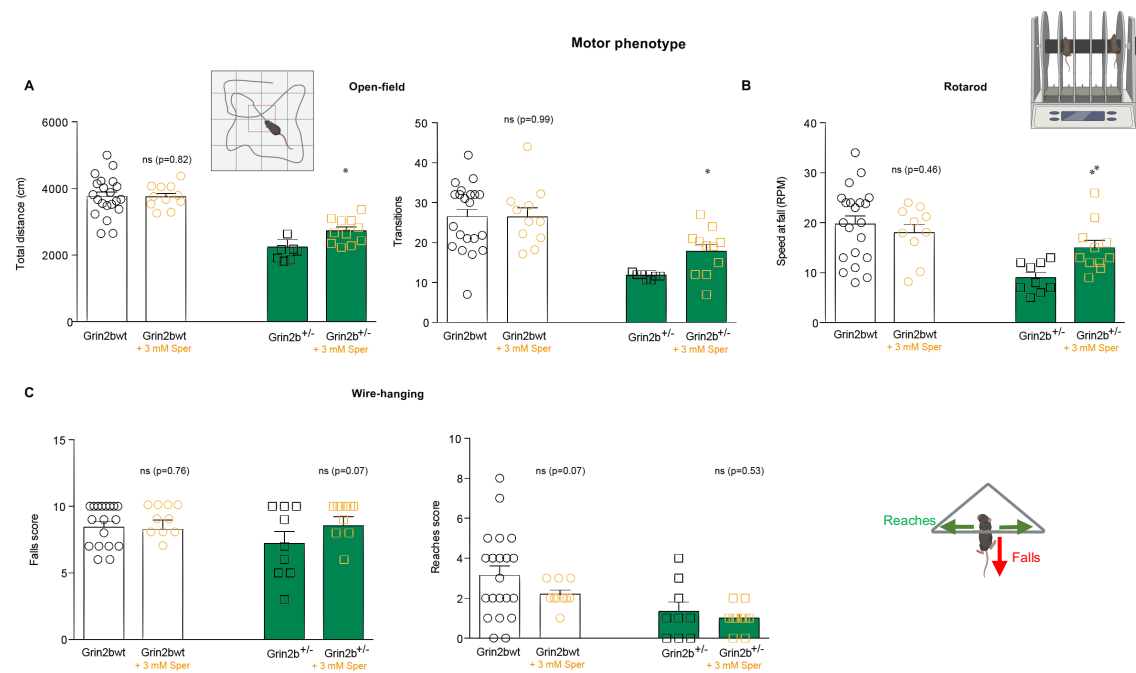 Motor phenotype
A
Open-field
B
Rotarod
Total distance (cm)
6000
4000
2000
0
ns (p=0.82)
*
Grin2bwt
Grin2bwt
+ 3 mM Sper
Grin2b+/-
Grin2b+/-
+ 3 mM Sper
Transitions
50
40
30
20
10
0
ns (p=0.99)
*
Grin2bwt
Grin2bwt
+ 3 mM Sper
Grin2b+/-
Grin2b+/-
+ 3 mM Sper
Speed at fall (RPM)
40
30
20
10
0
ns (p=0.46)
**
Grin2bwt
Grin2bwt
+ 3 mM Sper
Grin2b+/-
Grin2b+/-
+ 3 mM Sper
C
Wire-hanging
Falls score
15
10
5
0
ns (p=0.76)
ns (p=0.07)
Grin2bwt
Grin2bwt
+ 3 mM Sper
Grin2b+/-
Grin2b+/-
+ 3 mM Sper
Reaches score
10
8
6
4
2
0
ns (p=0.07)
ns (p=0.53)
Grin2bwt
Grin2bwt
+ 3 mM Sper
Grin2b+/-
Grin2b+/-
+ 3 mM Sper
Reaches
Falls